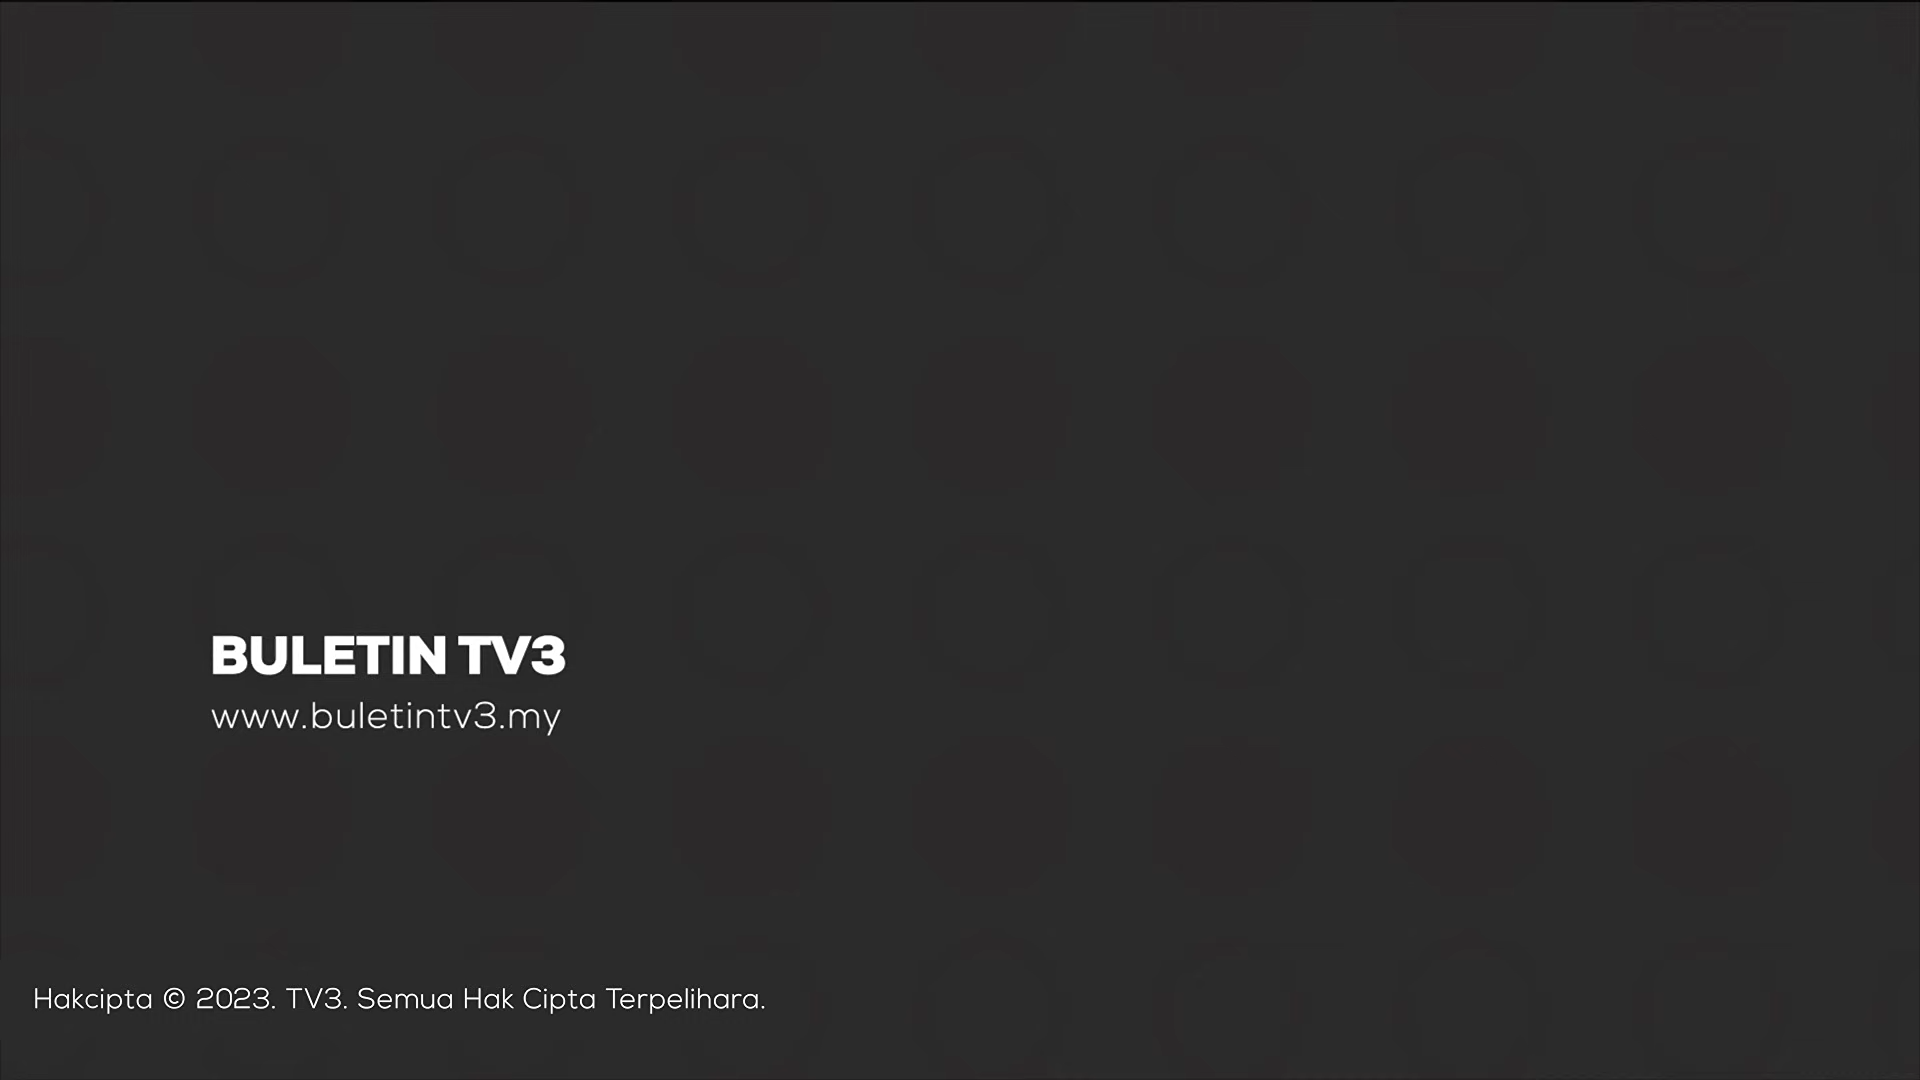 BULETIN TV3
www.buletintv3.my
Hakcipta © 2023. TV3. Semua Hak Cipta Terpelihara.